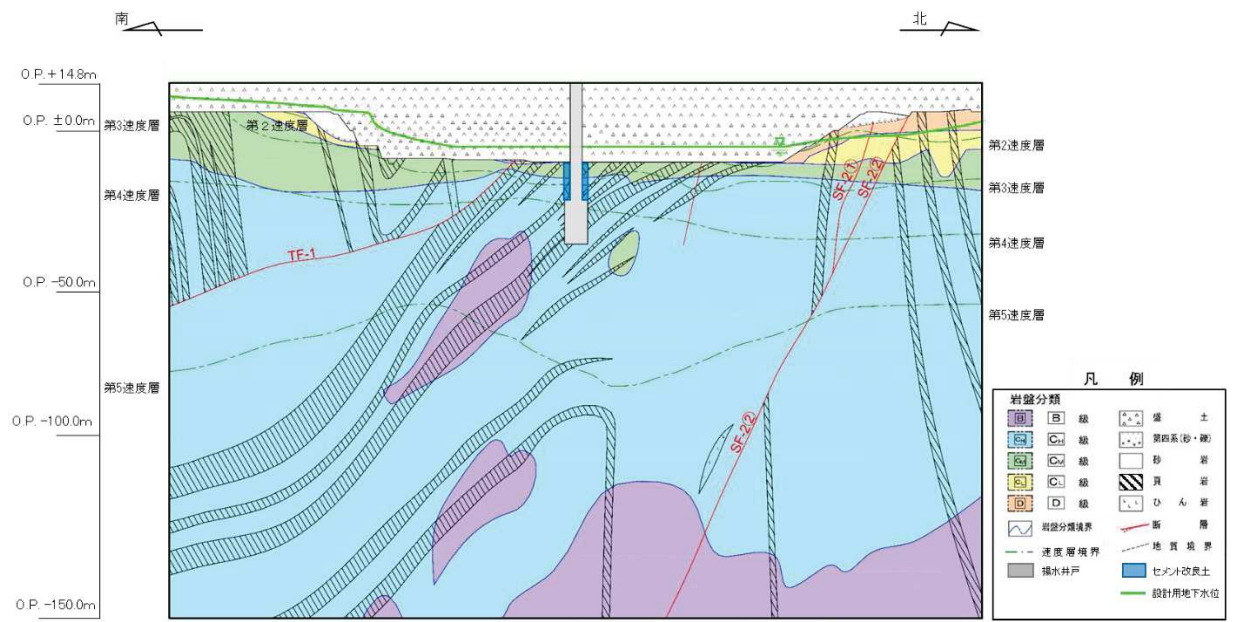 南
北
O.P.+14.8m
O.P.±0.0m
O.P.-50.0m
O.P.-100.0m
O.P.-150.0m
第3速度層
第2速度層
第4速度層
第5速度層
TF-1
SF-2①
SF-2②
SF-2②
第2速度層
第3速度層
第4速度層
第5速度層
凡 例
岩盤分類
B B 級
CH CH 級
CM CM 級
CL CL 級
D D 級
岩盤分類境界
速度層境界
揚水井戸
盛 土
第四系(砂・礫)
砂 岩
頁 岩
ひ ん 岩
断 層
地 質 境 界
セメント改良土
設計用地下水位